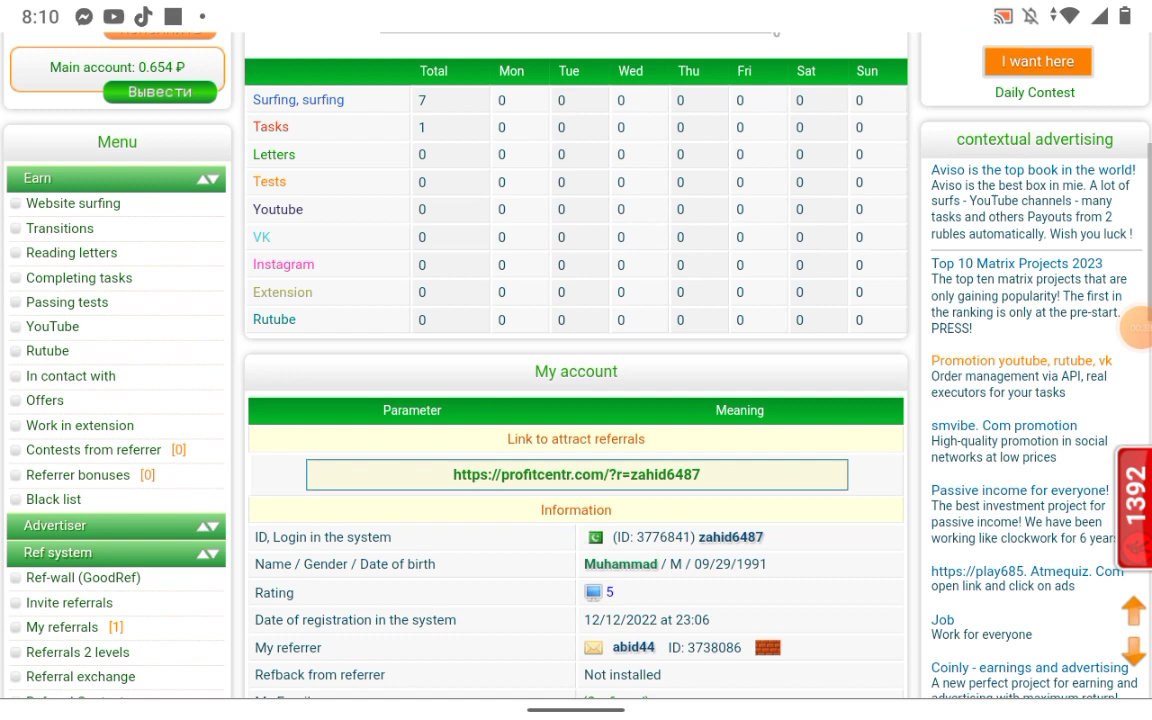 8:10
Main account: 0.654 ₽
Вывести
Menu
Earn
Website surfing
Transitions
Reading letters
Completing tasks
Passing tests
YouTube
Rutube
In contact with
Offers
Work in extension
Contests from referrer [0]
Referrer bonuses [0]
Black list
Advertiser
Ref system
Ref-wall (GoodRef)
Invite referrals
My referrals [1]
Referrals 2 levels
Referral exchange
Total Mon Tue Wed Thu Fri Sat Sun
Surfing, surfing 7 0 0 0 0 0 0 0
Tasks 1 0 0 0 0 0 0 0
Letters 0 0 0 0 0 0 0 0
Tests 0 0 0 0 0 0 0 0
Youtube 0 0 0 0 0 0 0 0
VK 0 0 0 0 0 0 0 0
Instagram 0 0 0 0 0 0 0 0
Extension 0 0 0 0 0 0 0 0
Rutube 0 0 0 0 0 0 0 0
My account
Parameter Meaning
Link to attract referrals
https://profitcentr.com/?r=zahid6487
Information
ID, Login in the system (ID: 3776841) zahid6487
Name / Gender / Date of birth Muhammad / M / 09/29/1991
Rating 5
Date of registration in the system 12/12/2022 at 23:06
My referrer abid44 ID: 3738086
Refback from referrer Not installed
I want here
Daily Contest
contextual advertising
Aviso is the top book in the world!
Aviso is the best box in mie. A lot of
surfs - YouTube channels - many
tasks and others Payouts from 2
rubles automatically. Wish you luck !
Top 10 Matrix Projects 2023
The top ten matrix projects that are
only gaining popularity! The first in
the ranking is only at the pre-start.
PRESS!
Promotion youtube, rutube, vk
Order management via API, real
executors for your tasks
smvibe. Com promotion
High-quality promotion in social
networks at low prices
Passive income for everyone!
The best investment project for
passive income! We have been
working like clockwork for 6 years
https://play685. Atmequiz. Com
open link and click on ads
Job
Work for everyone
Coinly - earnings and advertising
A new perfect project for earning and
advertising with maximum return!
1392